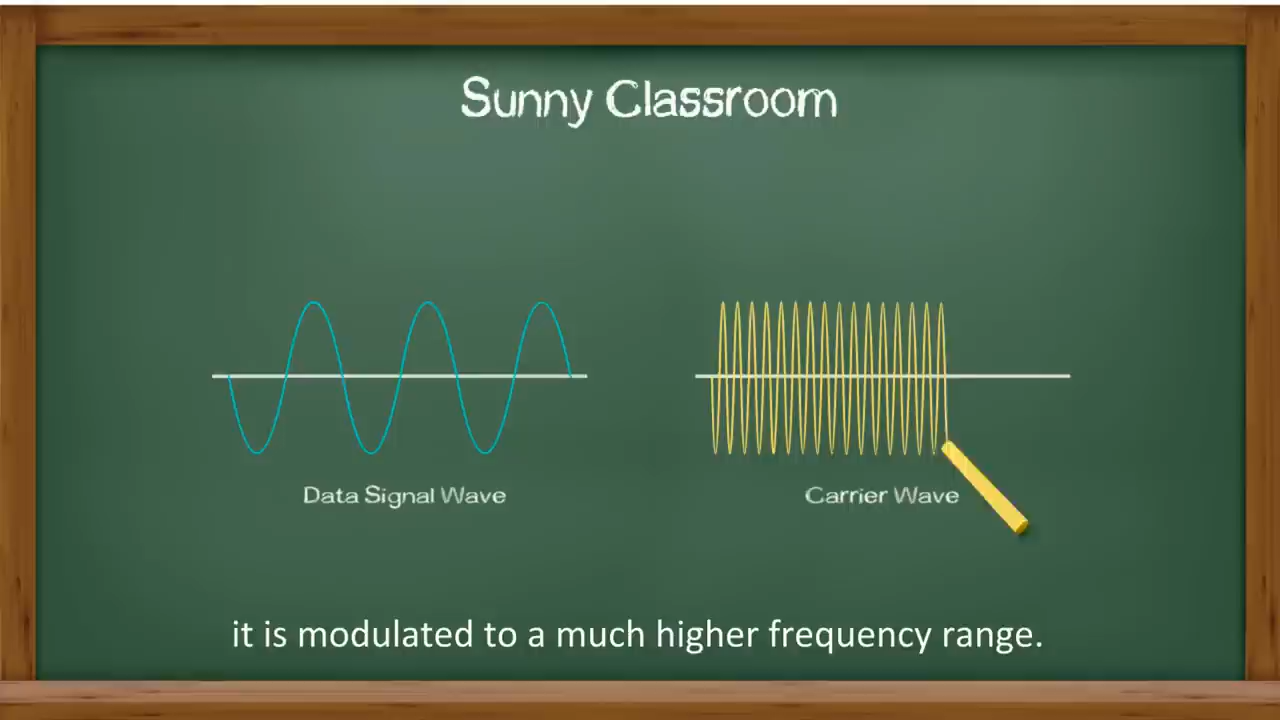 Sunny Classroom
Data Signal Wave
Carrier Wave
it is modulated to a much higher frequency range.